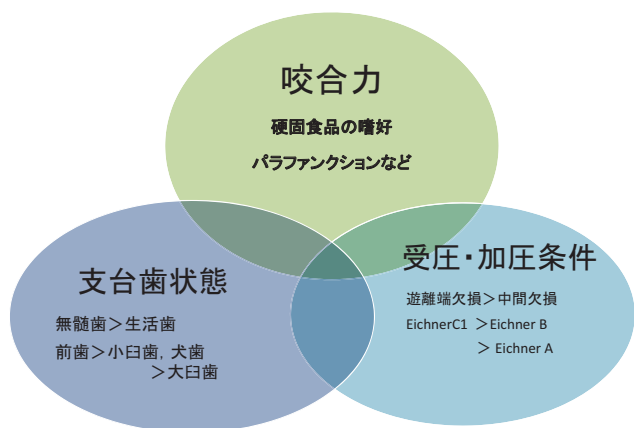 咬合力
硬固食品の嗜好
パラファンクションなど
支台歯状態
無髄歯＞生活歯
前歯＞小臼歯，犬歯
＞大臼歯
受圧・加圧条件
遊離端欠損＞中間欠損
EichnerC1 ＞Eichner B
＞ Eichner A